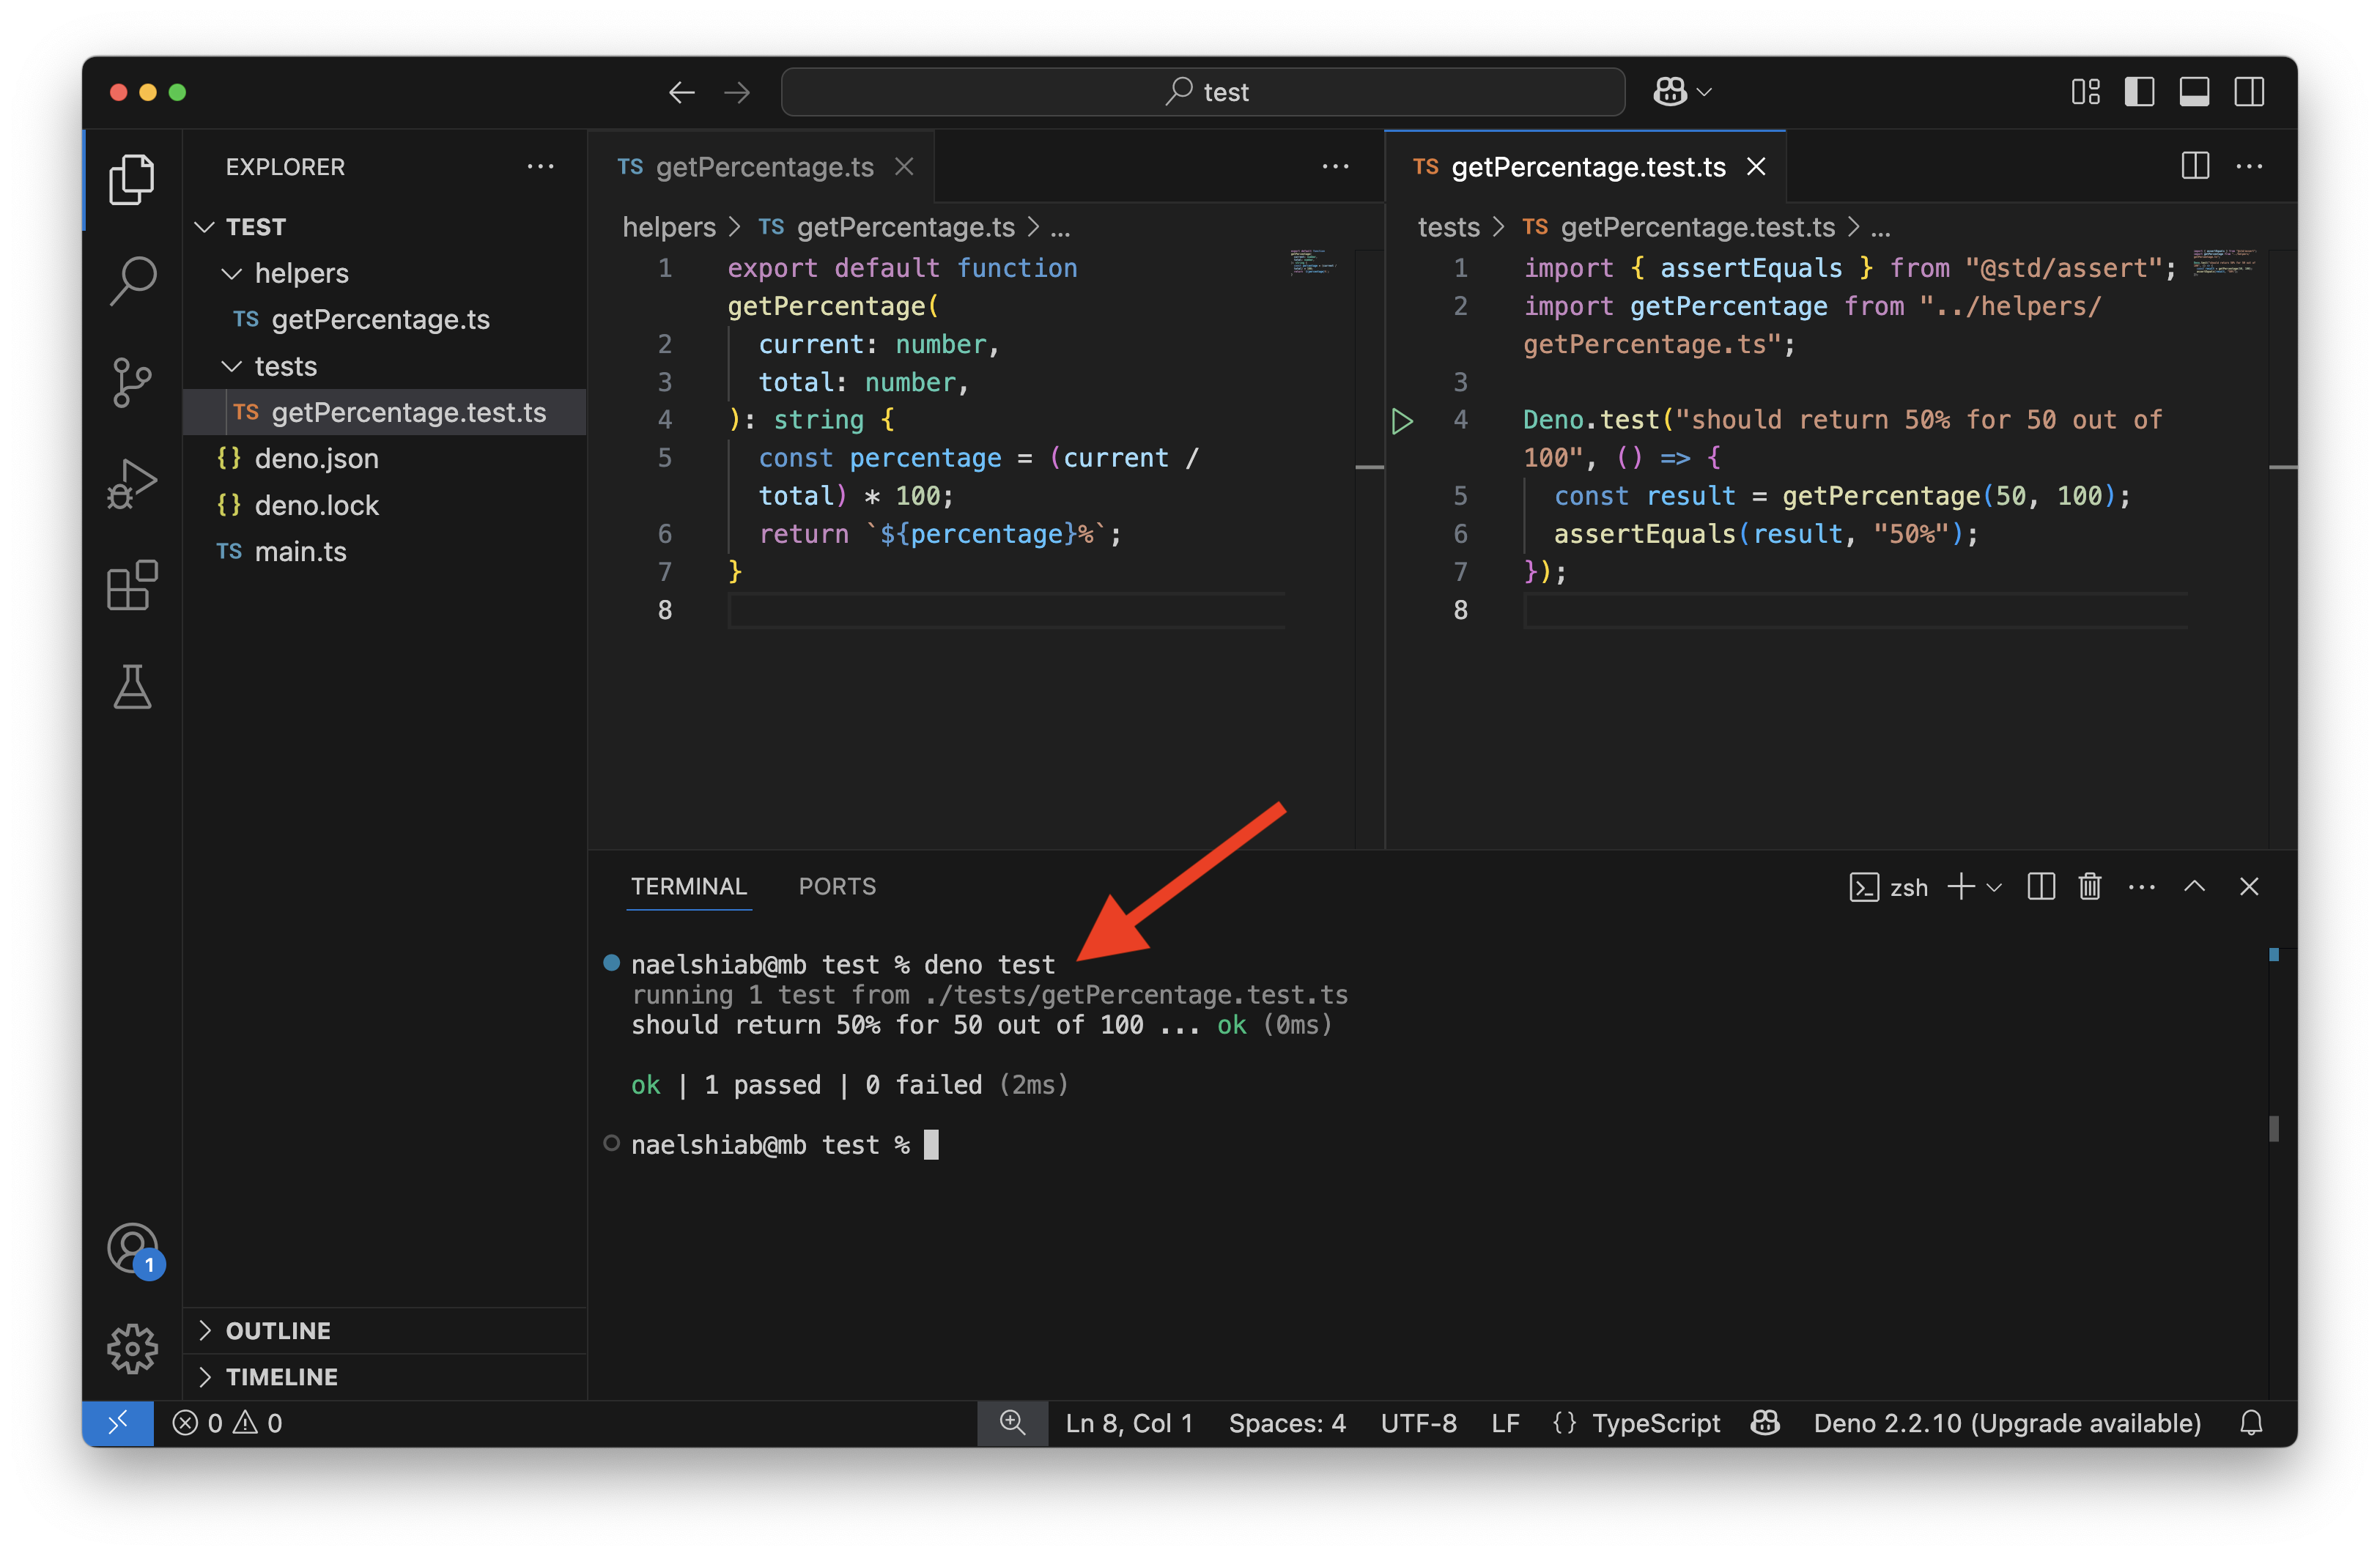 test
EXPLORER
TEST
helpers
TS getPercentage.ts
tests
TS getPercentage.test.ts
{} deno.json
{} deno.lock
TS main.ts
OUTLINE
TIMELINE
TS getPercentage.ts
helpers > TS getPercentage.ts > ...
1 export default function
getPercentage(
2 current: number,
3 total: number,
4 ): string {
5 const percentage = (current /
total) * 100;
6 return `${percentage}%`;
7 }
8
TS getPercentage.test.ts
tests > TS getPercentage.test.ts > ...
1 import { assertEquals } from "@std/assert";
2 import getPercentage from "../helpers/
getPercentage.ts";
3
4 Deno.test("should return 50% for 50 out of
100", () => {
5 const result = getPercentage(50, 100);
6 assertEquals(result, "50%");
7 });
8
TERMINAL PORTS
zsh
naelshiab@mb test % deno test
running 1 test from ./tests/getPercentage.test.ts
should return 50% for 50 out of 100 ... ok (0ms)
ok | 1 passed | 0 failed (2ms)
naelshiab@mb test %
1
0 0
Ln 8, Col 1 Spaces: 4 UTF-8 LF {} TypeScript Deno 2.2.10 (Upgrade available)